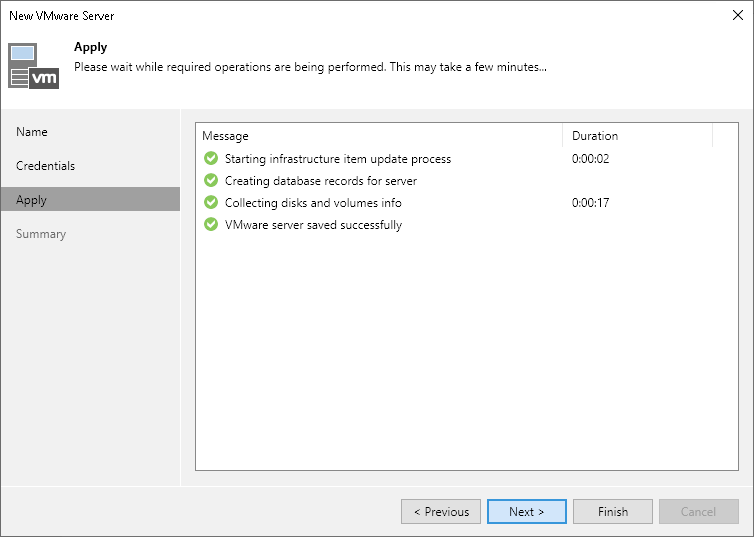 New VMware Server
vm
Apply
Please wait while required operations are being performed. This may take a few minutes...
Name
Credentials
Apply
Summary
Message Duration
Starting infrastructure item update process 0:00:02
Creating database records for server
Collecting disks and volumes info 0:00:17
VMware server saved successfully
< Previous Next > Finish Cancel